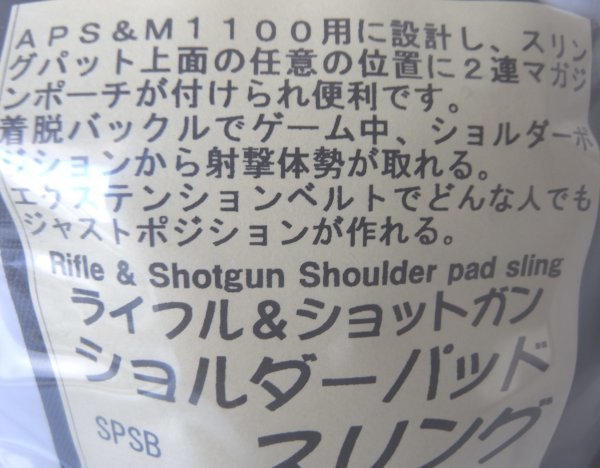 APS&M1100用に設計し、スリン
グパット上面の任意の位置に2連マガジ
ンポーチが付けられ便利です。
着脱バックルでゲーム中、ショルダーポ
ジションから射撃体勢が取れる。
エクステンションベルトでどんな人でも
ジャストポジションが作れる。
Rifle & Shotgun Shoulder pad sling
ライフル&ショットガン
ショルダーパッド
SPSB
スリング